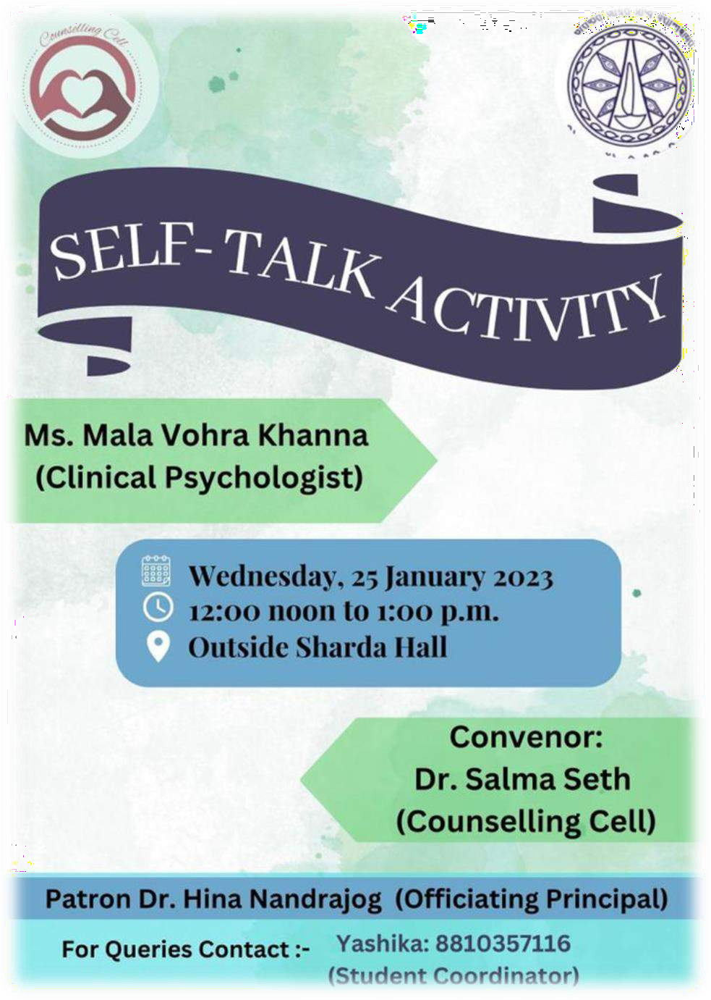 Counselling Cell
SELF- TALK ACTIVITY
Ms. Mala Vohra Khanna
(Clinical Psychologist)
Wednesday, 25 January 2023
12:00 noon to 1:00 p.m.
Outside Sharda Hall
Convenor:
Dr. Salma Seth
(Counselling Cell)
Patron Dr. Hina Nandrajog (Officiating Principal)
For Queries Contact :- Yashika: 8810357116
(Student Coordinator)